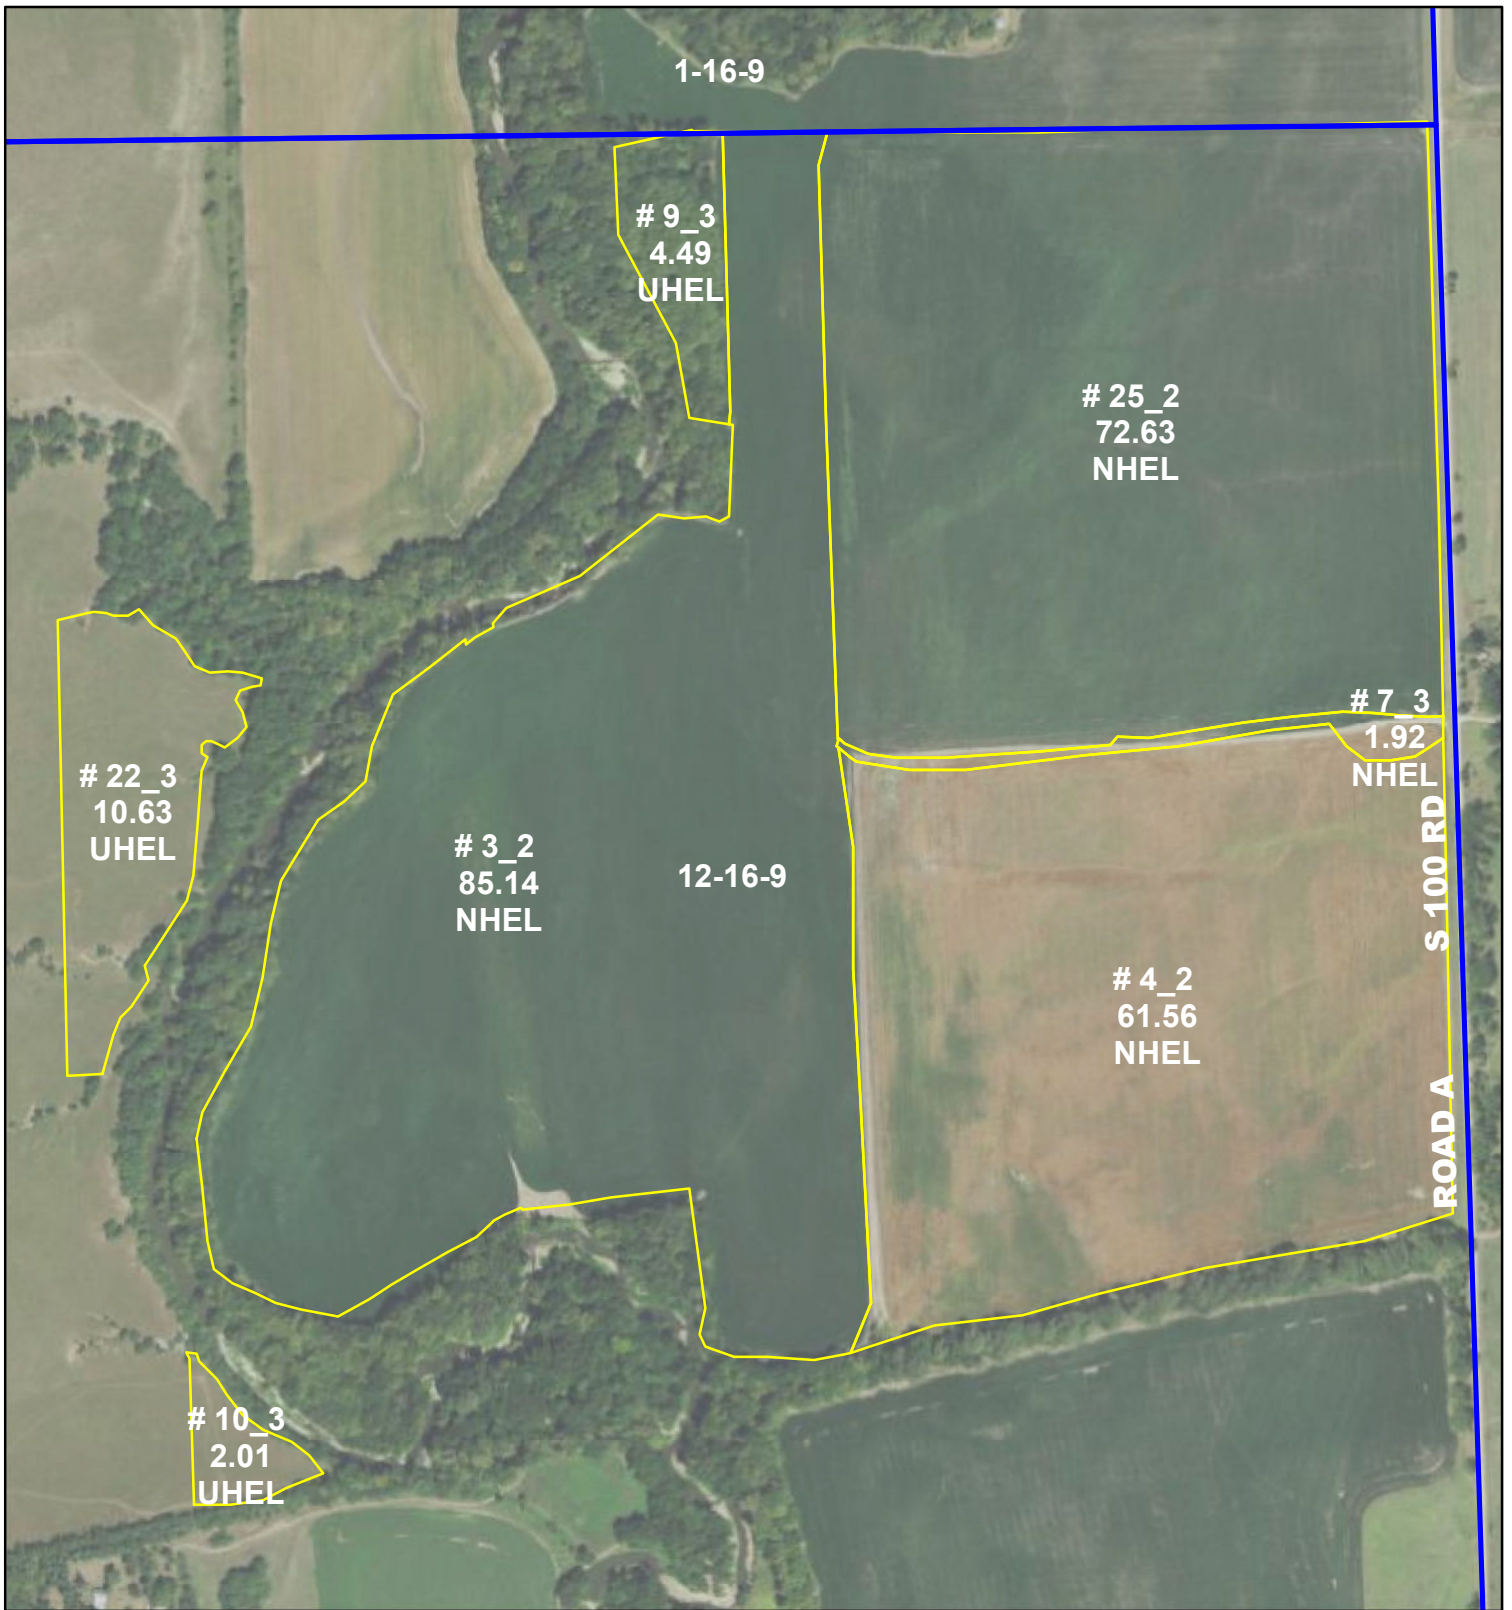 1-16-9
# 9_3
4.49
UHEL
# 25_2
72.63
NHEL
# 7_3
1.92
NHEL
# 22_3
10.63
UHEL
# 3_2
85.14
NHEL
12-16-9
S 100 RD
# 4_2
61.56
NHEL
ROAD A
# 10_3
2.01
UHEL